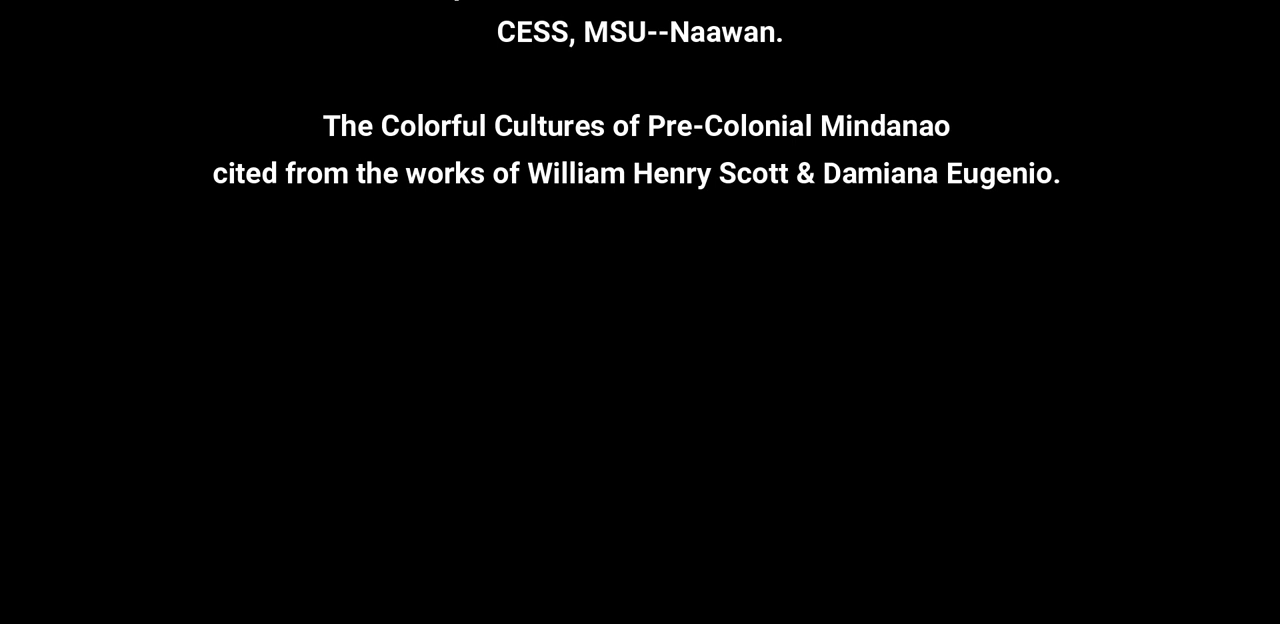 CESS, MSU--Naawan.
The Colorful Cultures of Pre-Colonial Mindanao
cited from the works of William Henry Scott & Damiana Eugenio.